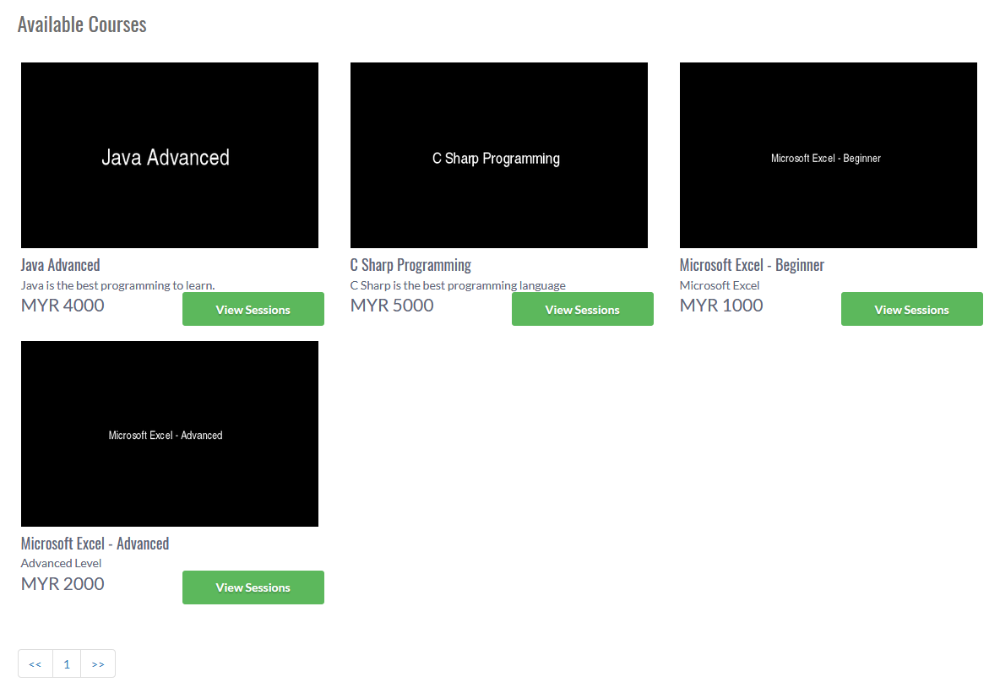 Available Courses
Java Advanced
C Sharp Programming
Microsoft Excel - Beginner
Java Advanced
Java is the best programming to learn.
MYR 4000
View Sessions
C Sharp Programming
C Sharp is the best programming language
MYR 5000
View Sessions
Microsoft Excel - Beginner
Microsoft Excel
MYR 1000
View Sessions
Microsoft Excel - Advanced
Microsoft Excel - Advanced
Advanced Level
MYR 2000
View Sessions
<< 1 >>